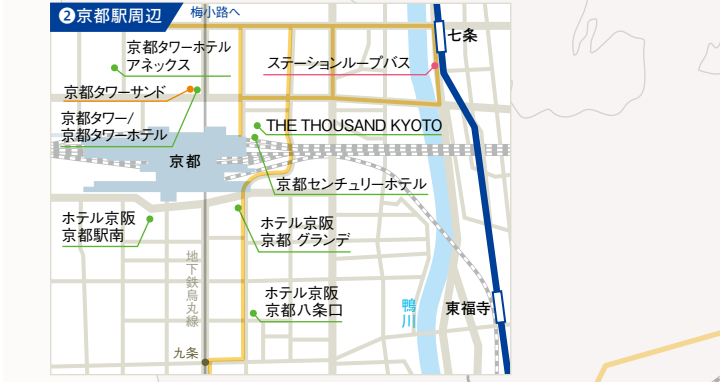 ❷京都駅周辺
梅小路へ
七条
京都タワーホテル
アネックス
ステーションループバス
京都タワーサンド
京都タワー/
京都タワーホテル
THE THOUSAND KYOTO
京都
京都センチュリーホテル
ホテル京阪
京都駅南
ホテル京阪
京都 グランデ
地下鉄烏丸線
ホテル京阪
京都八条口
鴨川
東福寺
九条